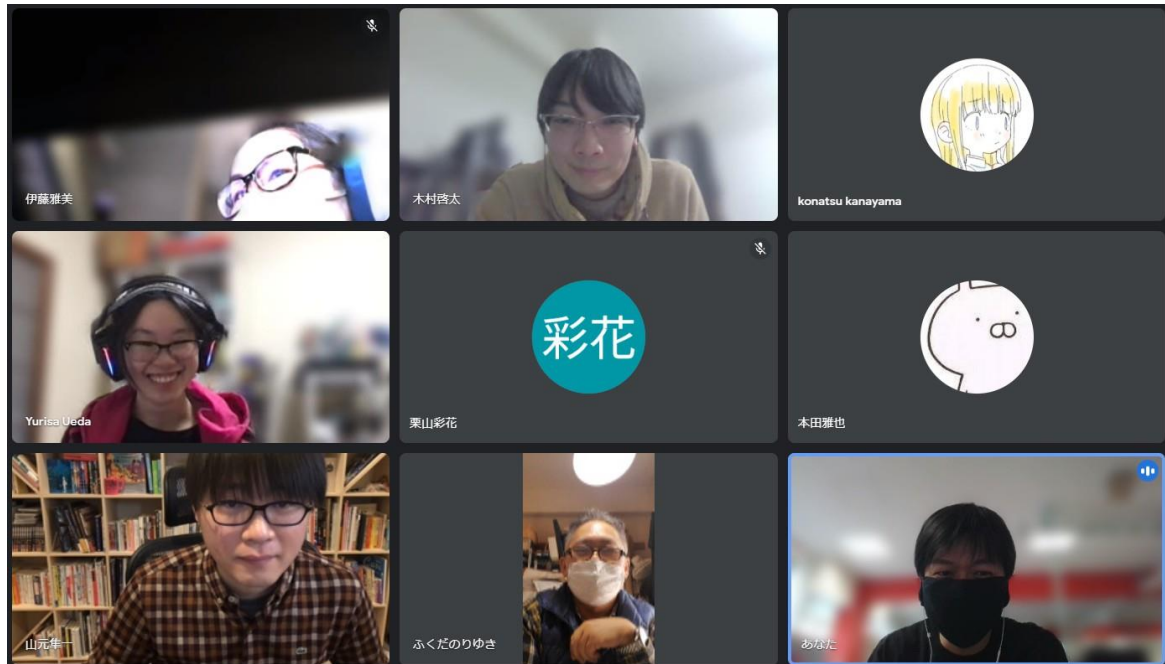 伊藤雅美
木村啓太
konatsu kanayama
Yurisa Ueda
彩花
栗山彩花
本田雅也
山元隼一
ふくだのりゆき
あなた